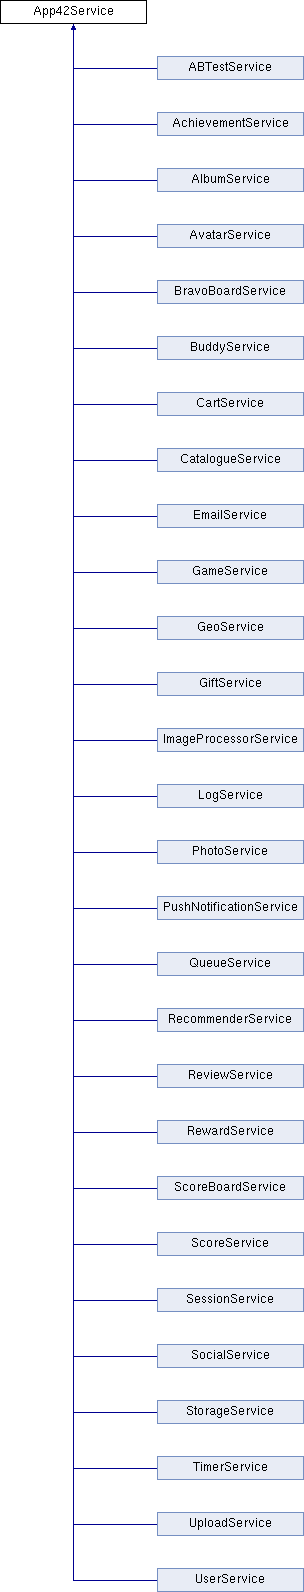 App42Service
ABTestService
AchievementService
AlbumService
AvatarService
BravoBoardService
BuddyService
CartService
CatalogueService
EmailService
GameService
GeoService
GiftService
ImageProcessorService
LogService
PhotoService
PushNotificationService
QueueService
RecommenderService
ReviewService
RewardService
ScoreBoardService
ScoreService
SessionService
SocialService
StorageService
TimerService
UploadService
UserService